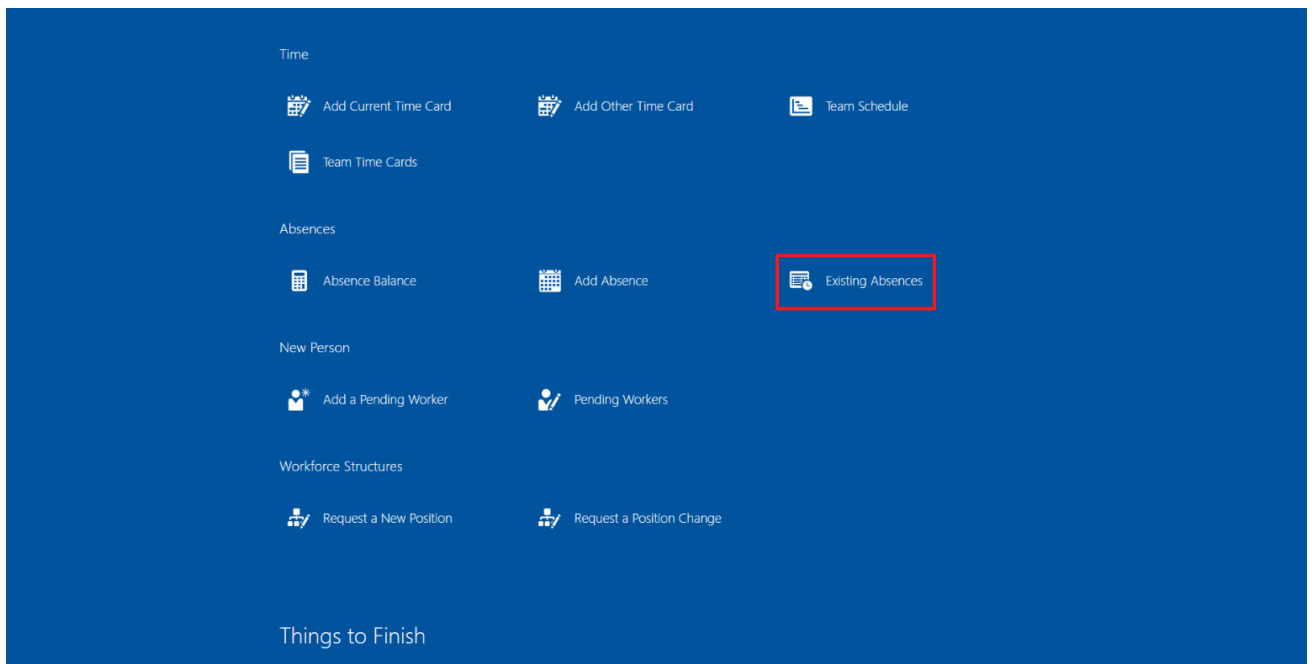 Time
Add Current Time Card
Add Other Time Card
Team Schedule
Team Time Cards
Absences
Absence Balance
Add Absence
Existing Absences
New Person
Add a Pending Worker
Pending Workers
Workforce Structures
Request a New Position
Request a Position Change
Things to Finish